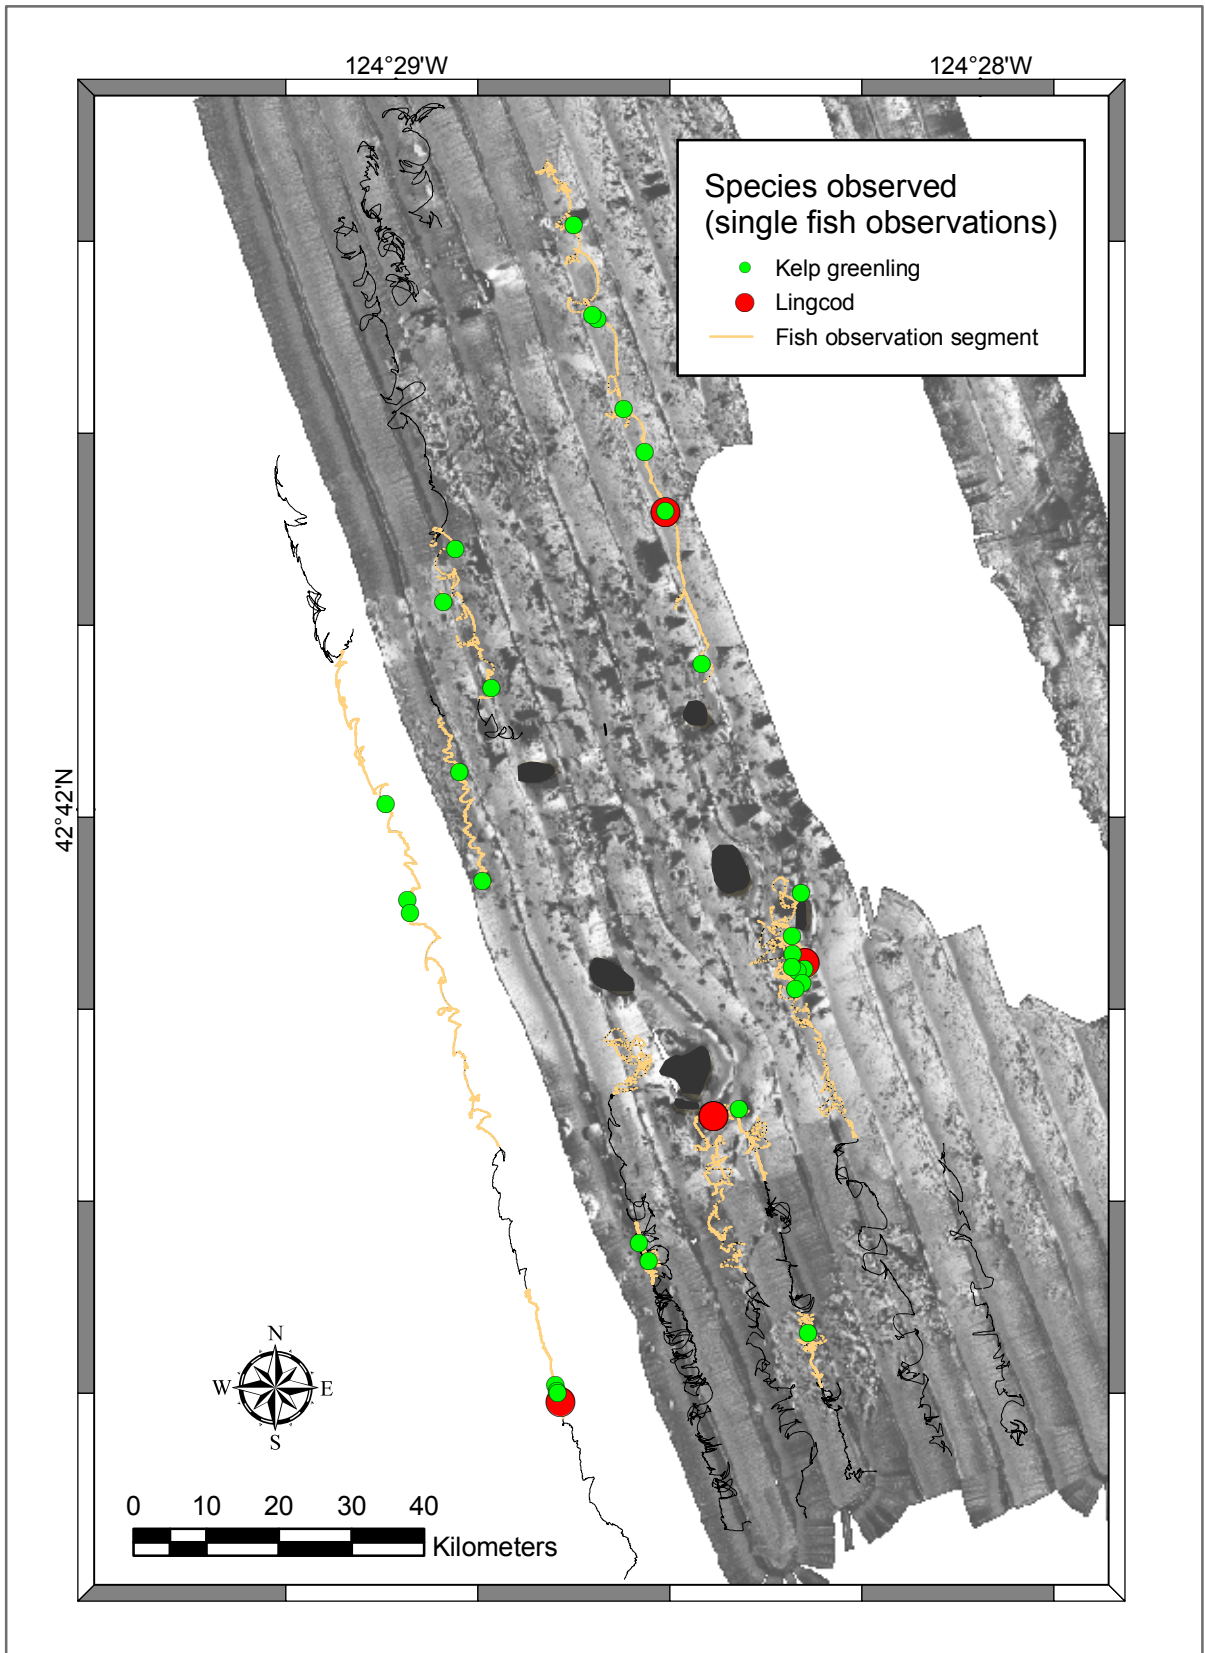 124°29'W 124°28'W
Species observed
(single fish observations)
Kelp greenling
Lingcod
Fish observation segment
42°42'N
N
W E
S
0 10 20 30 40
Kilometers